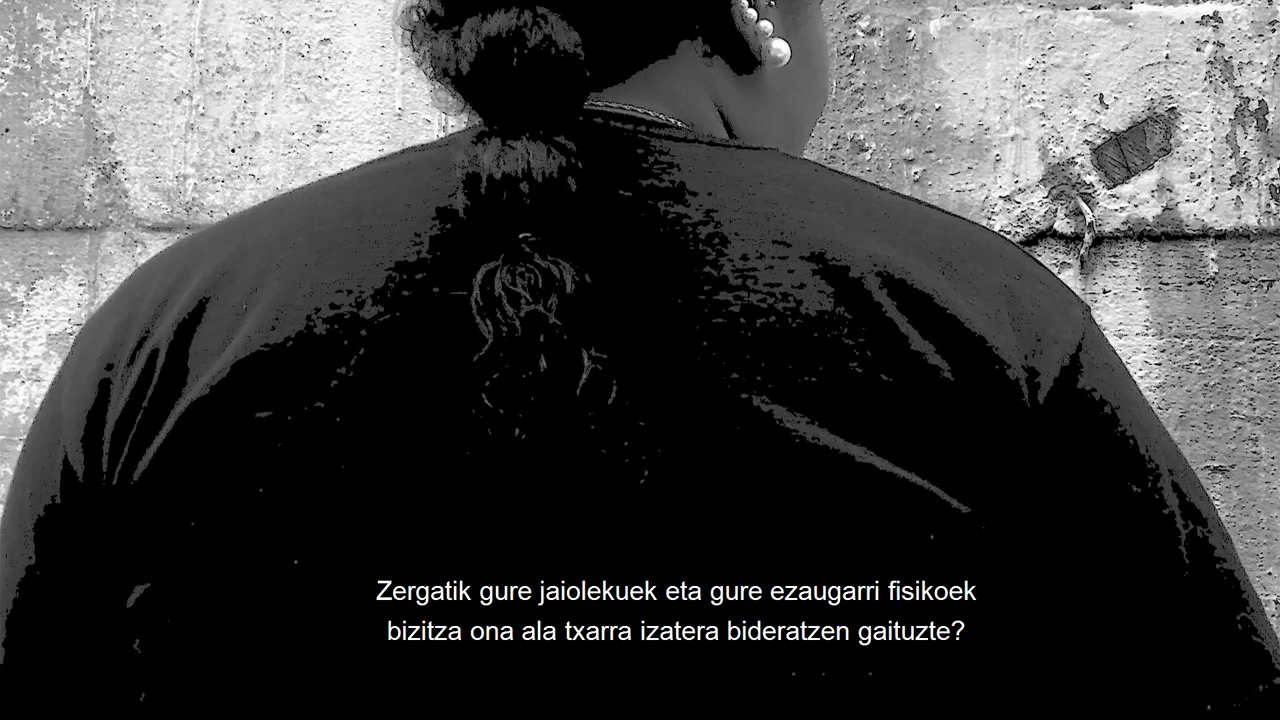 Zergatik gure jaiolekuek eta gure ezaugarri fisikoek
bizitza ona ala txarra izatera bideratzen gaituzte?